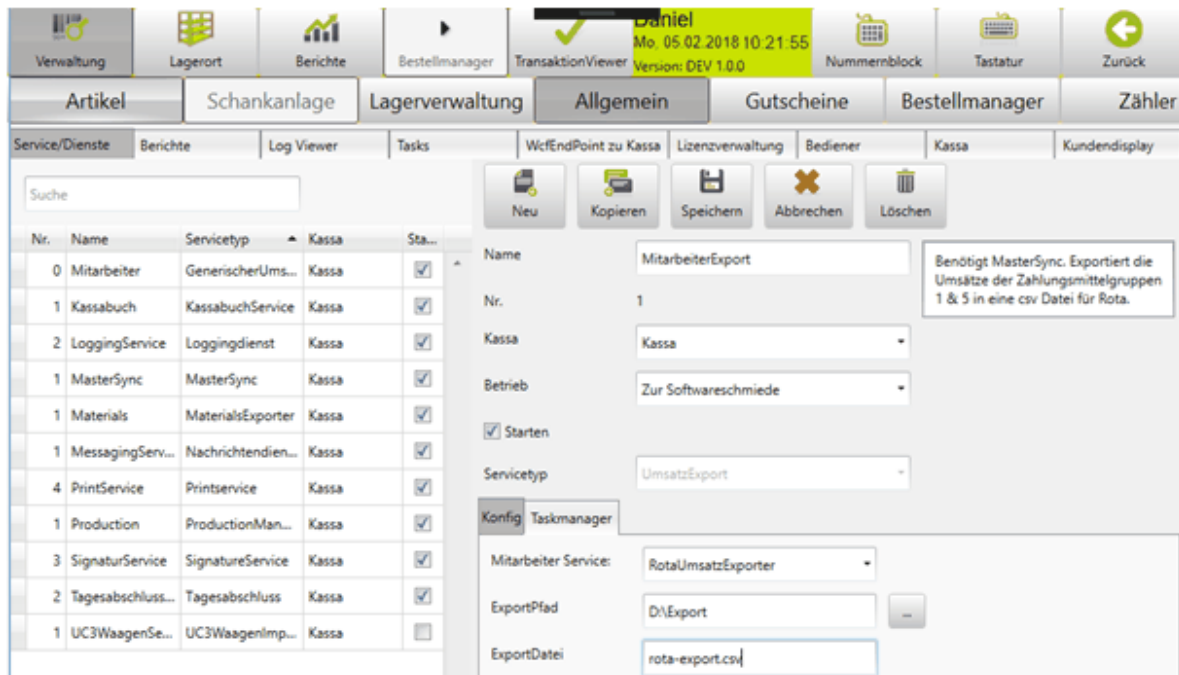 Verwaltung
Lagerort
Berichte
Bestellmanager
TransaktionViewer
Daniel
Mo. 05.02.2018 10:21:55
Version: DEV 1.0.0
Nummernblock
Tastatur
Zurück
Artikel
Schankanlage
Lagerverwaltung
Allgemein
Gutscheine
Bestellmanager
Zähler
Service/Dienste
Berichte
Log Viewer
Tasks
WcfEndPoint zu Kassa
Lizenzverwaltung
Bediener
Kassa
Kundendisplay
Suche
Nr. Name Servicetyp Kassa Sta...
0 Mitarbeiter GenerischerUms... Kassa
1 Kassabuch KassabuchService Kassa
2 LoggingService Loggingdienst Kassa
1 MasterSync MasterSync Kassa
1 Materials MaterialsExporter Kassa
1 MessagingServ... Nachrichtendien... Kassa
4 PrintService Printservice Kassa
1 Production ProductionMan... Kassa
3 SignaturService SignatureService Kassa
2 Tagesabschluss... Tagesabschluss Kassa
1 UC3WaagenSe... UC3WaagenImp... Kassa
Neu
Kopieren
Speichern
Abbrechen
Löschen
Name MitarbeiterExport
Benötigt MasterSync. Exportiert die
Umsätze der Zahlungsmittelgruppen
1 & 5 in eine csv Datei für Rota.
Nr. 1
Kassa Kassa
Betrieb Zur Softwareschmiede
Starten
Servicetyp UmsatzExport
Konfig Taskmanager
Mitarbeiter Service: RotaUmsatzExporter
ExportPfad D:\Export ...
ExportDatei rota-export.csv